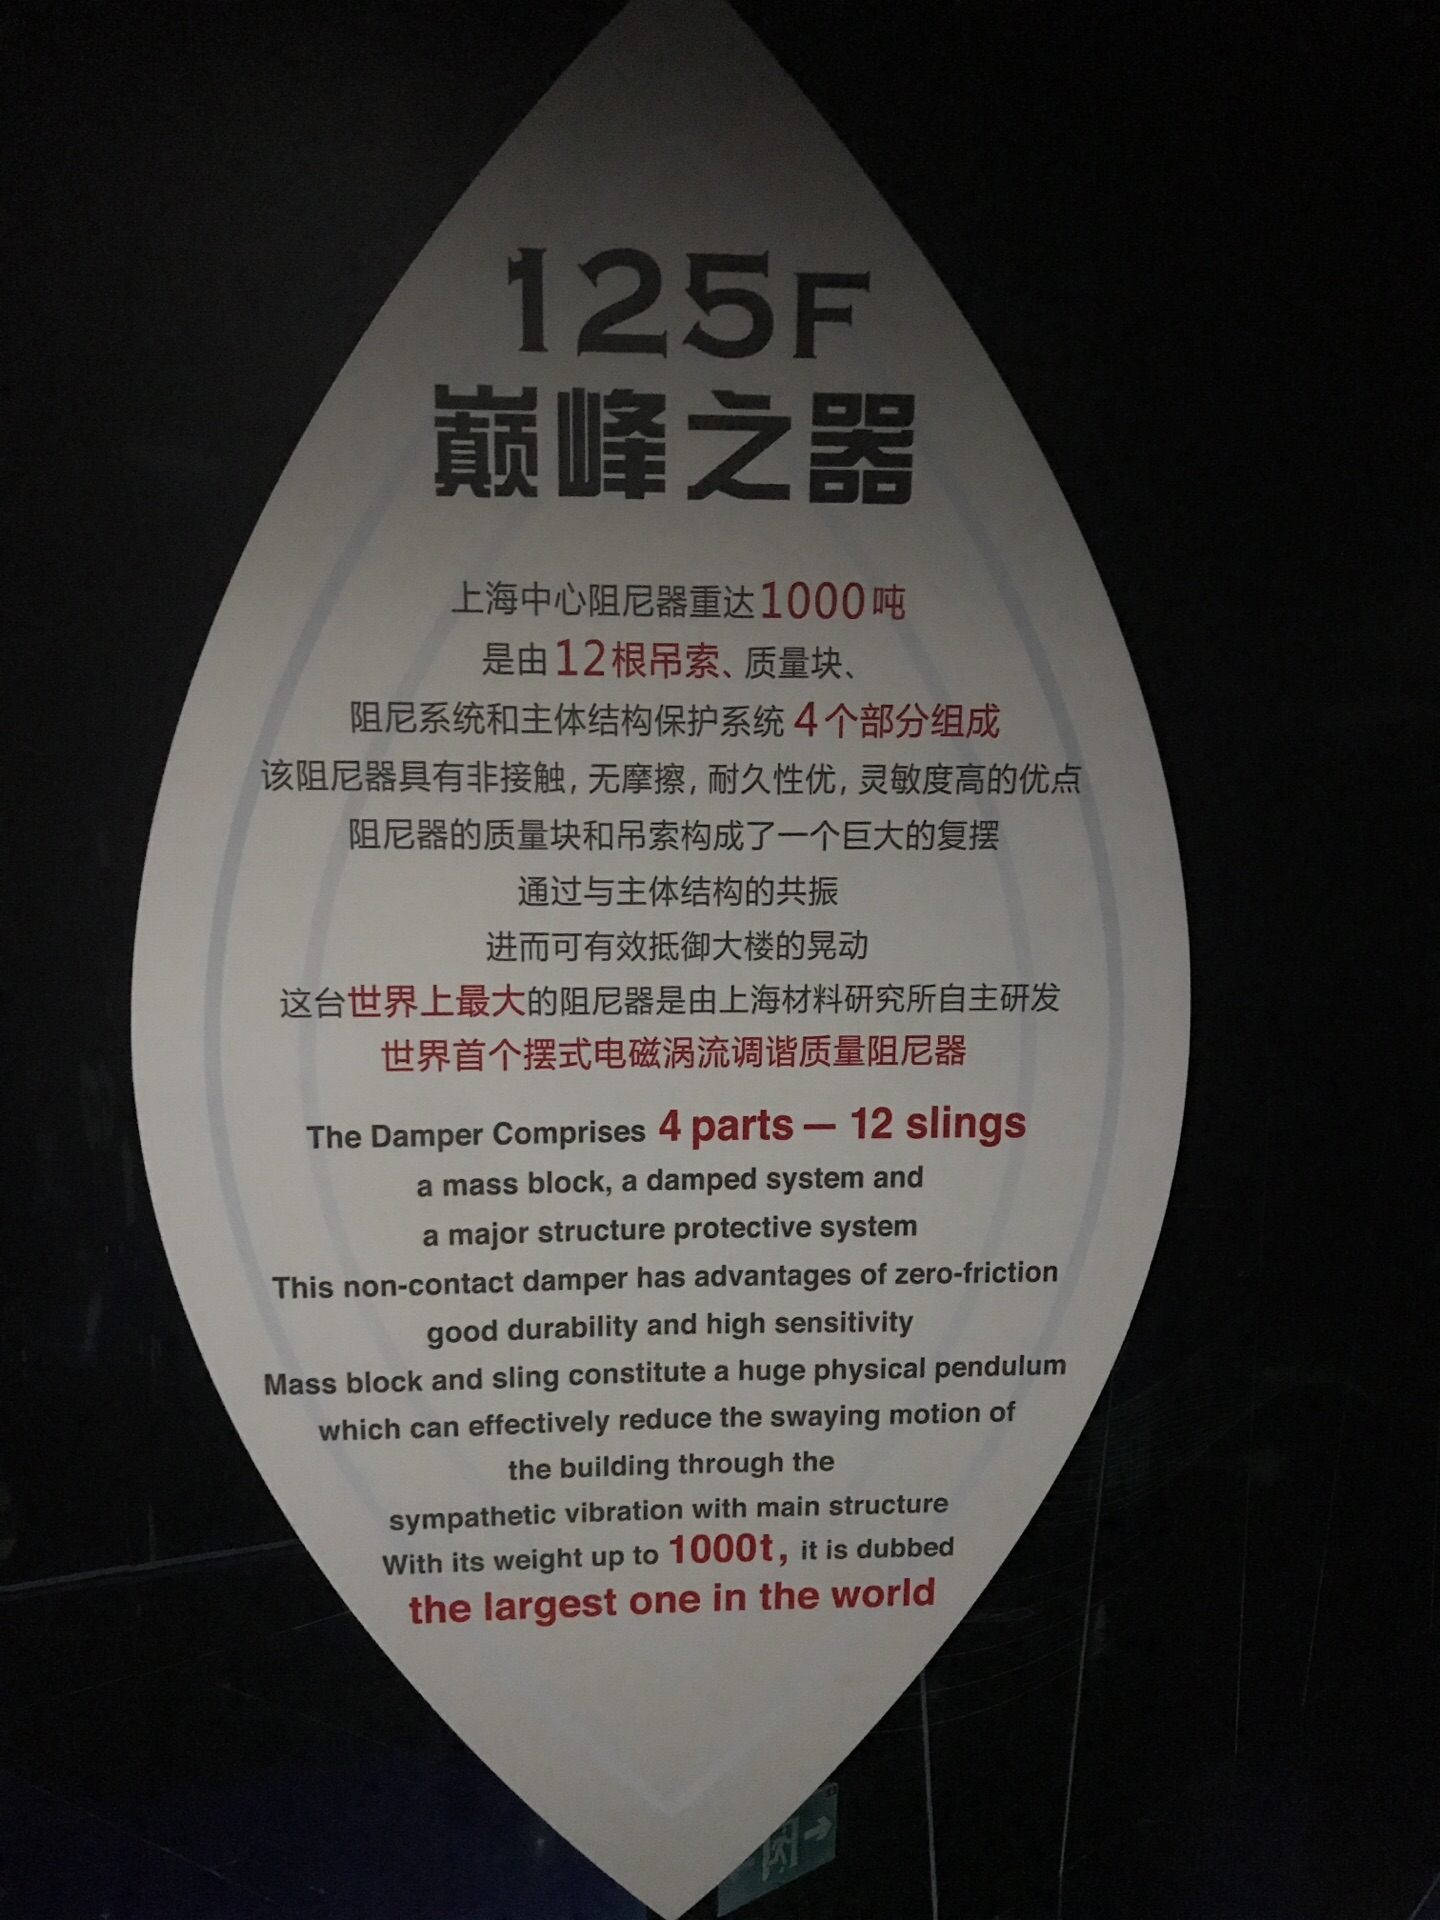 125F
巅峰之器
上海中心阻尼器重达1000吨
是由12根吊索、质量块、
阻尼系统和主体结构保护系统4个部分组成
该阻尼器具有非接触,无摩擦,耐久性优,灵敏度高的优点
阻尼器的质量块和吊索构成了一个巨大的复摆
通过与主体结构的共振
进而可有效抵御大楼的晃动
这台世界上最大的阻尼器是由上海材料研究所自主研发
世界首个摆式电磁涡流调谐质量阻尼器
The Damper Comprises 4 parts — 12 slings
a mass block, a damped system and
a major structure protective system
This non-contact damper has advantages of zero-friction
good durability and high sensitivity
Mass block and sling constitute a huge physical pendulum
which can effectively reduce the swaying motion of
the building through the
sympathetic vibration with main structure
With its weight up to 1000t, it is dubbed
the largest one in the world